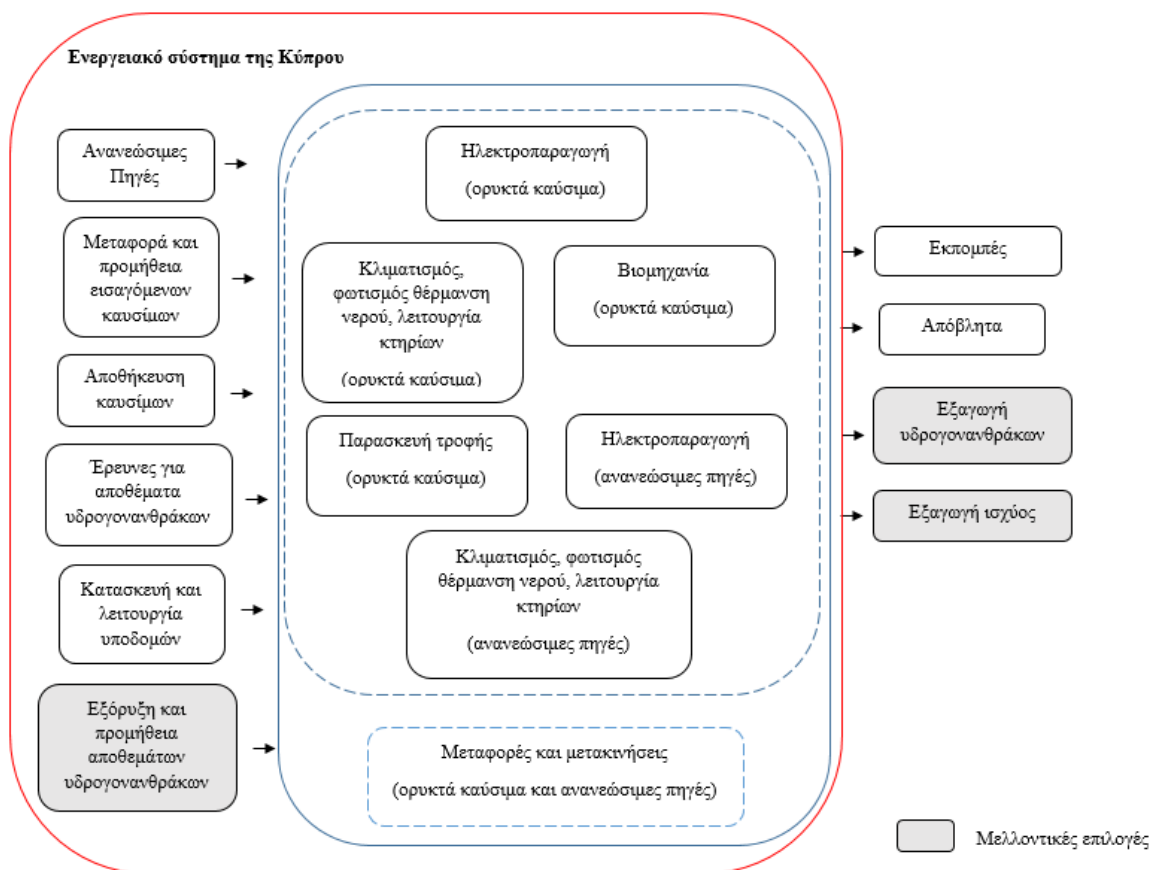 Ενεργειακό σύστημα της Κύπρου
Ανανεώσιμες
Πηγές
Μεταφορά και
προμήθεια
εισαγόμενων
καυσίμων
Αποθήκευση
καυσίμων
Έρευνες για
αποθέματα
υδρογονανθράκων
Κατασκευή και
λειτουργία
υποδομών
Εξόρυξη και
προμήθεια
αποθεμάτων
υδρογονανθράκων
Ηλεκτροπαραγωγή
(ορυκτά καύσιμα)
Κλιματισμός,
φωτισμός θέρμανση
νερού, λειτουργία
κτηρίων
(ορυκτά καύσιμα)
Βιομηχανία
(ορυκτά καύσιμα)
Παρασκευή τροφής
(ορυκτά καύσιμα)
Ηλεκτροπαραγωγή
(ανανεώσιμες πηγές)
Κλιματισμός, φωτισμός
θέρμανση νερού, λειτουργία
κτηρίων
(ανανεώσιμες πηγές)
Μεταφορές και μετακινήσεις
(ορυκτά καύσιμα και ανανεώσιμες πηγές)
Εκπομπές
Απόβλητα
Εξαγωγή
υδρογονανθράκων
Εξαγωγή ισχύος
Μελλοντικές επιλογές